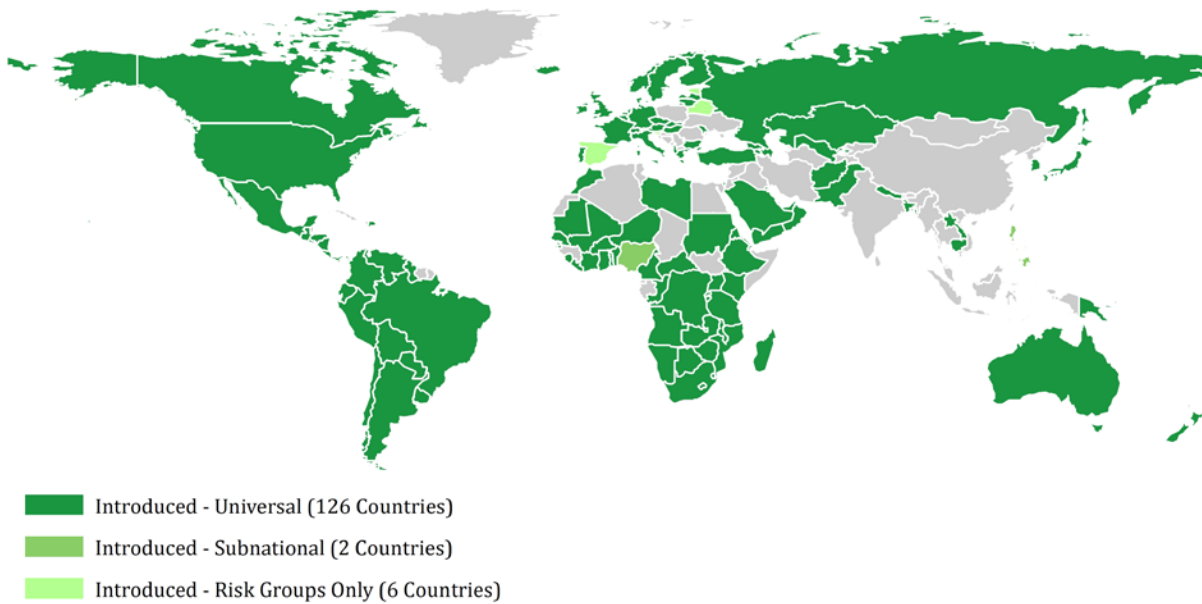 Introduced - Universal (126 Countries)
Introduced - Subnational (2 Countries)
Introduced - Risk Groups Only (6 Countries)